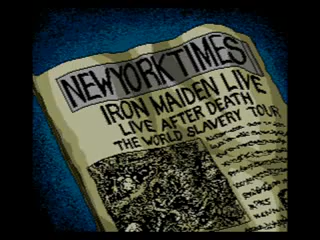 NEW YORK TIMES
IRON MAIDEN LIVE
LIVE AFTER DEATH
THE WORLD SLAVERY TOUR